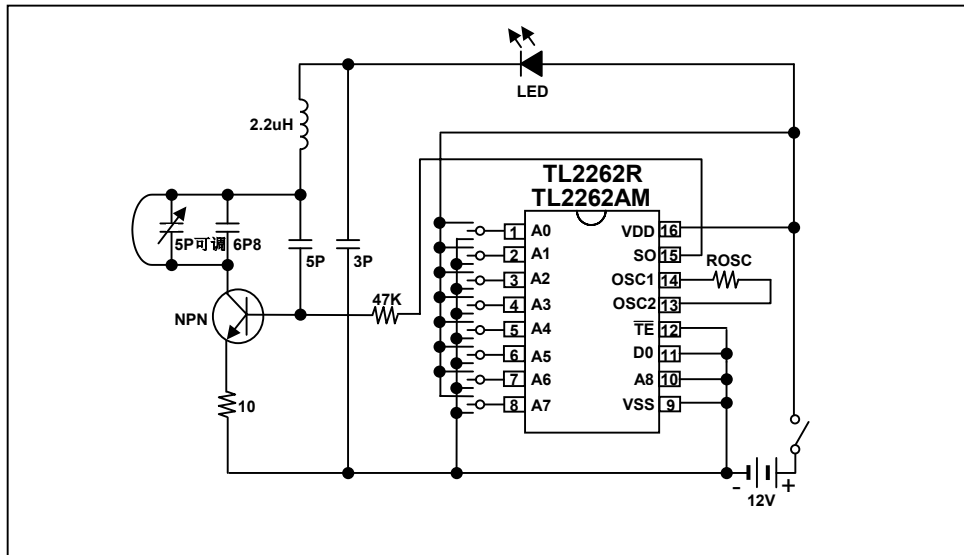 LED
2.2uH
TL2262R
TL2262AM
5P可调
6P8
5P
3P
47K
NPN
10
1 A0
2 A1
3 A2
4 A3
5 A4
6 A5
7 A6
8 A7
VDD 16
SO 15
OSC1 14
OSC2 13
TE 12
D0 11
A8 10
VSS 9
ROSC
- +
12V